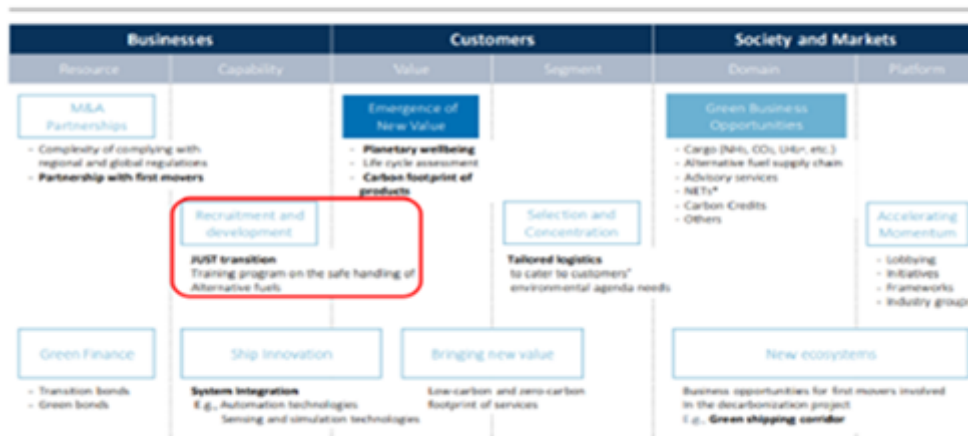 Businesses
Customers
Society and Markets
Resource
Capability
Value
Segment
Domain
Platform
M&A
Partnerships
- Complexity of complying with
regional and global regulations
- Partnership with first movers
Emergence of
New Value
- Planetary wellbeing
- Life cycle assessment
- Carbon footprint of
products
Green Business
Opportunities
- Cargo (NH₃, CO₂, etc.)
- Alternative fuel supply chain
- Advisory services
- NETs*
- Carbon Credits
- Others
Recruitment and
development
JUST transition
Training program on the safe handling of
Alternative fuels
Selection and
Concentration
Tailored logistics
to cater to customers'
environmental agenda needs
Accelerating
Momentum
- Lobbying
- Initiatives
- Frameworks
- Industry group
Green Finance
- Transition bonds
- Green bonds
Ship Innovation
System Integration
E.g., Automation technologies
Sensing and simulation technologies
Bringing new value
Low-carbon and zero-carbon
footprint of services
New ecosystems
Business opportunities for first movers involved
In the decarbonization project
E.g., Green shipping corridor